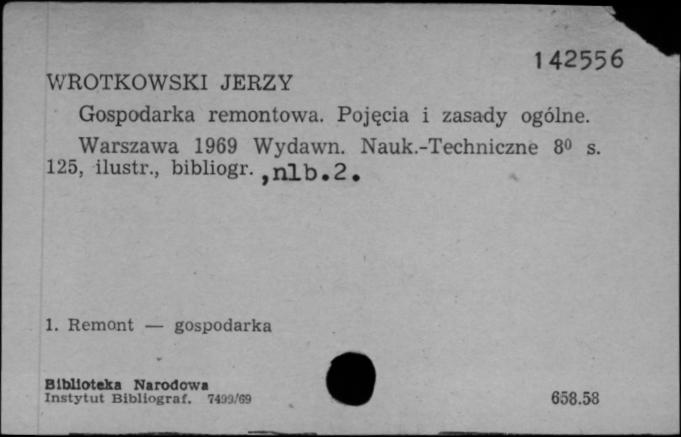 142556
WROTKOWSKI JERZY
Gospodarka remontowa. Pojęcia i zasady ogólne.
Warszawa 1969 Wydawn. Nauk.-Techniczne 8⁰ s.
125, ilustr., bibliogr. ,nlb.2.
1. Remont — gospodarka
Biblioteka Narodowa
Instytut Bibliograf. 7499/69
658.58